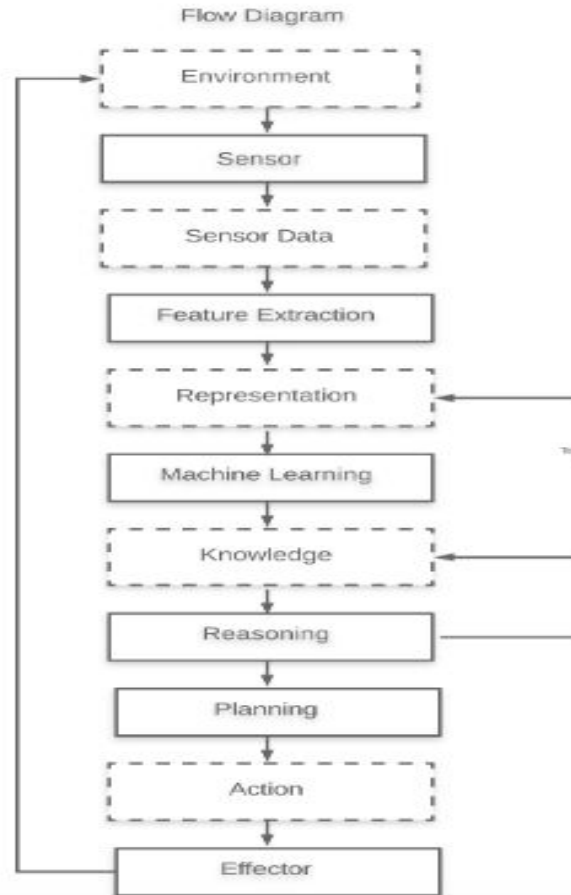 Flow Diagram
Environment
Sensor
Sensor Data
Feature Extraction
Representation
Machine Learning
Knowledge
Reasoning
Planning
Action
Effector